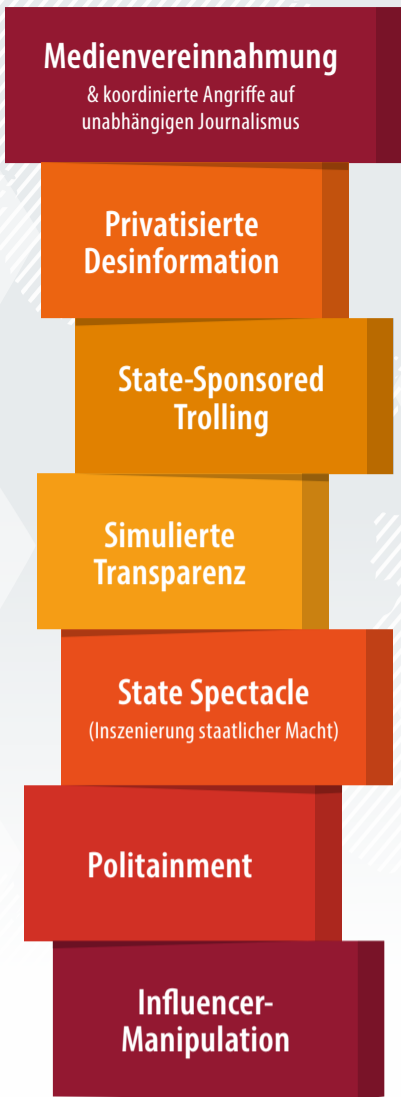 Medienvereinnahmung
& koordinierte Angriffe auf
unabhängigen Journalismus
Privatisierte
Desinformation
State-Sponsored
Trolling
Simulierte
Transparenz
State Spectacle
(Inszenierung staatlicher Macht)
Politainment
Influencer-
Manipulation